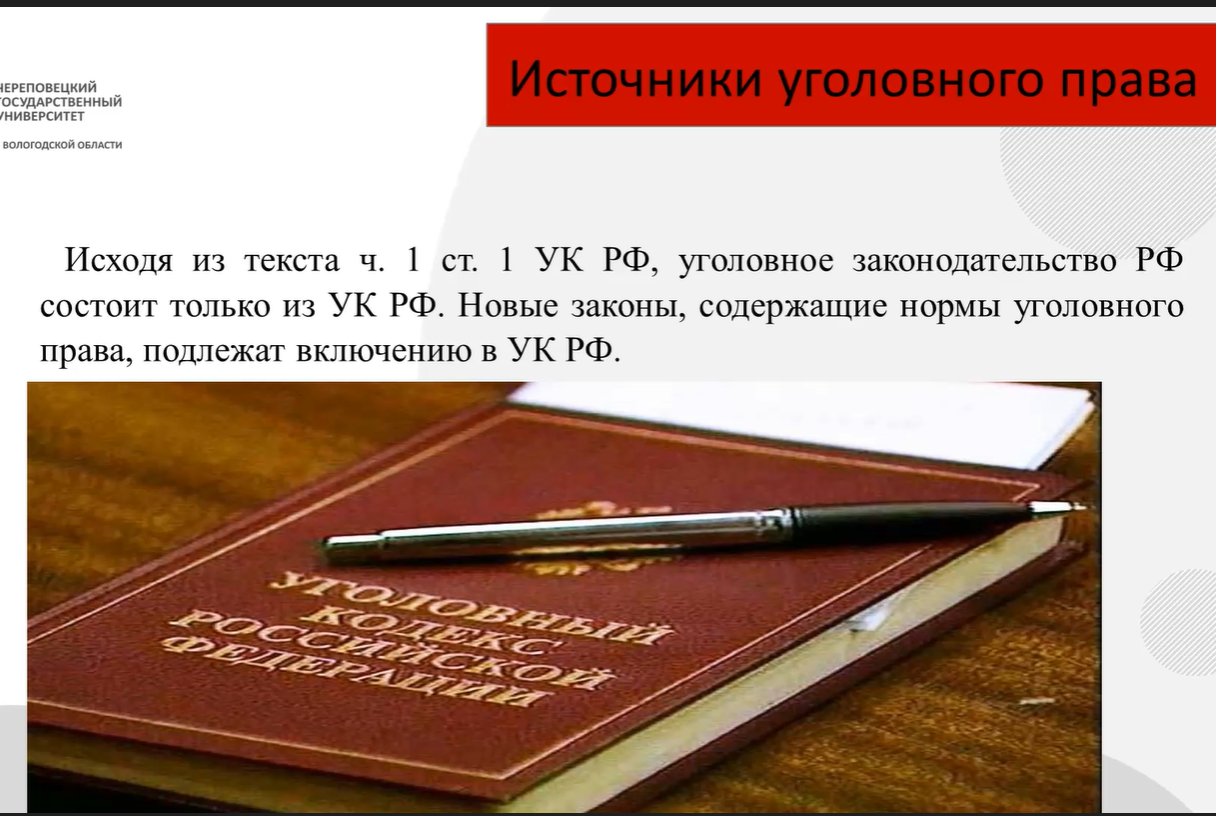 ЧЕРЕПОВЕЦКИЙ
ГОСУДАРСТВЕННЫЙ
УНИВЕРСИТЕТ
ВОЛОГОДСКОЙ ОБЛАСТИ
Источники уголовного права
Исходя из текста ч. 1 ст. 1 УК РФ, уголовное законодательство РФ
состоит только из УК РФ. Новые законы, содержащие нормы уголовного
права, подлежат включению в УК РФ.
УГОЛОВНЫЙ
КОДЕКС
РОССИЙСКОЙ
ФЕДЕРАЦИИ